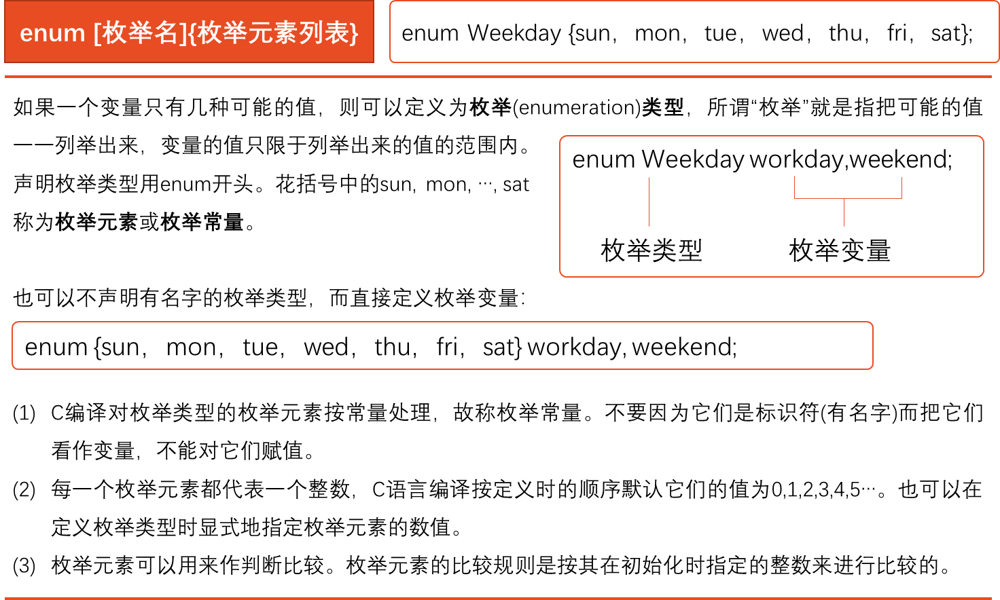 enum [枚举名]{枚举元素列表}
enum Weekday {sun，mon，tue，wed，thu，fri，sat};
如果一个变量只有几种可能的值，则可以定义为枚举(enumeration)类型，所谓“枚举”就是指把可能的值
一一列举出来，变量的值只限于列举出来的值的范围内。
声明枚举类型用enum开头。花括号中的sun, mon, …, sat
称为枚举元素或枚举常量。
enum Weekday workday,weekend;
枚举类型 枚举变量
也可以不声明有名字的枚举类型，而直接定义枚举变量：
enum {sun，mon，tue，wed，thu，fri，sat} workday, weekend;
(1) C编译对枚举类型的枚举元素按常量处理，故称枚举常量。不要因为它们是标识符(有名字)而把它们
看作变量，不能对它们赋值。
(2) 每一个枚举元素都代表一个整数，C语言编译按定义时的顺序默认它们的值为0,1,2,3,4,5…。也可以在
定义枚举类型时显式地指定枚举元素的数值。
(3) 枚举元素可以用来作判断比较。枚举元素的比较规则是按其在初始化时指定的整数来进行比较的。